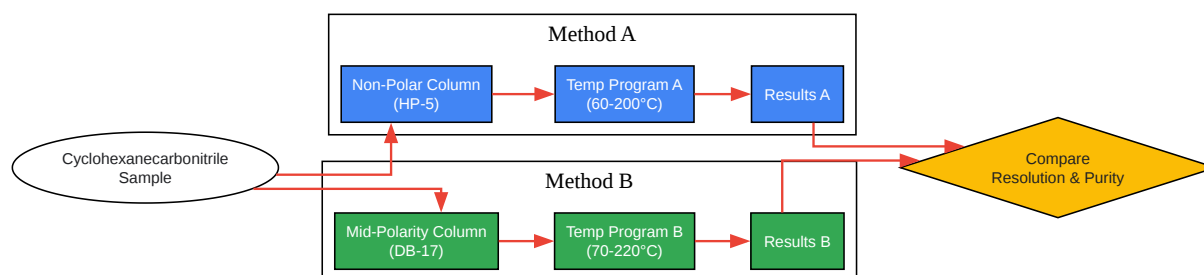 Method A
Non-Polar Column
(HP-5)
Temp Program A
(60-200°C)
Results A
Cyclohexanecarbonitrile
Sample
Compare
Resolution & Purity
Method B
Mid-Polarity Column
(DB-17)
Temp Program B
(70-220°C)
Results B